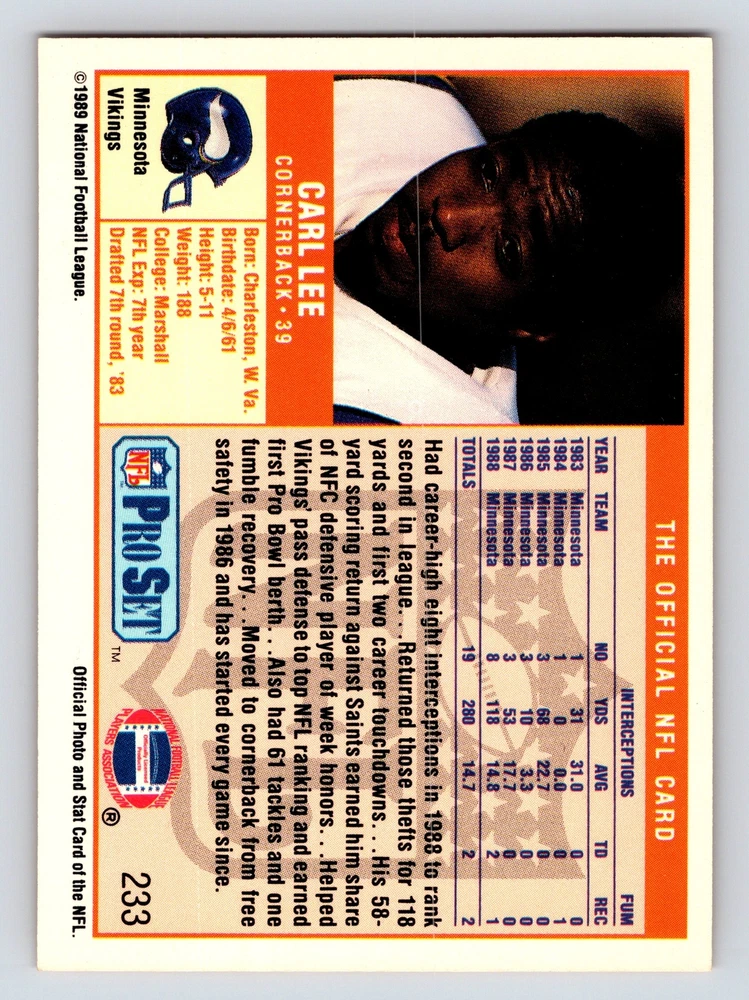 THE OFFICIAL NFL CARD
CARL LEE
CORNERBACK • 39
Born: Charleston, W. Va.
Birthdate: 4/6/61
Height: 5-11
Weight: 188
College: Marshall
NFL Exp: 7th year
Drafted 7th round, '83
Minnesota
Vikings
INTERCEPTIONS FUM
YEAR TEAM NO YDS AVG TD REC
1983 Minnesota 1 31 31.0 0 0
1984 Minnesota 1 0 0.0 0 1
1985 Minnesota 3 68 22.7 0 0
1986 Minnesota 3 10 3.3 0 0
1987 Minnesota 3 53 17.7 0 0
1988 Minnesota 8 118 14.8 2 1
TOTALS 19 280 14.7 2 2
Had career-high eight interceptions in 1988 to rank
second in league. . .Returned those thefts for 118
yards and first two career touchdowns. . .His 58-
yard scoring return against Saints earned him share
of NFC defensive player of week honors. . .Helped
Vikings' pass defense to top NFL ranking and earned
first Pro Bowl berth. . .Also had 61 tackles and one
fumble recovery. . .Moved to cornerback from free
safety in 1986 and has started every game since.
NFL
PRO SET
TM
NATIONAL FOOTBALL LEAGUE
Officially Licensed
Products
PLAYERS ASSOCIATION
®
233
©1989 National Football League.
Official Photo and Stat Card of the NFL.